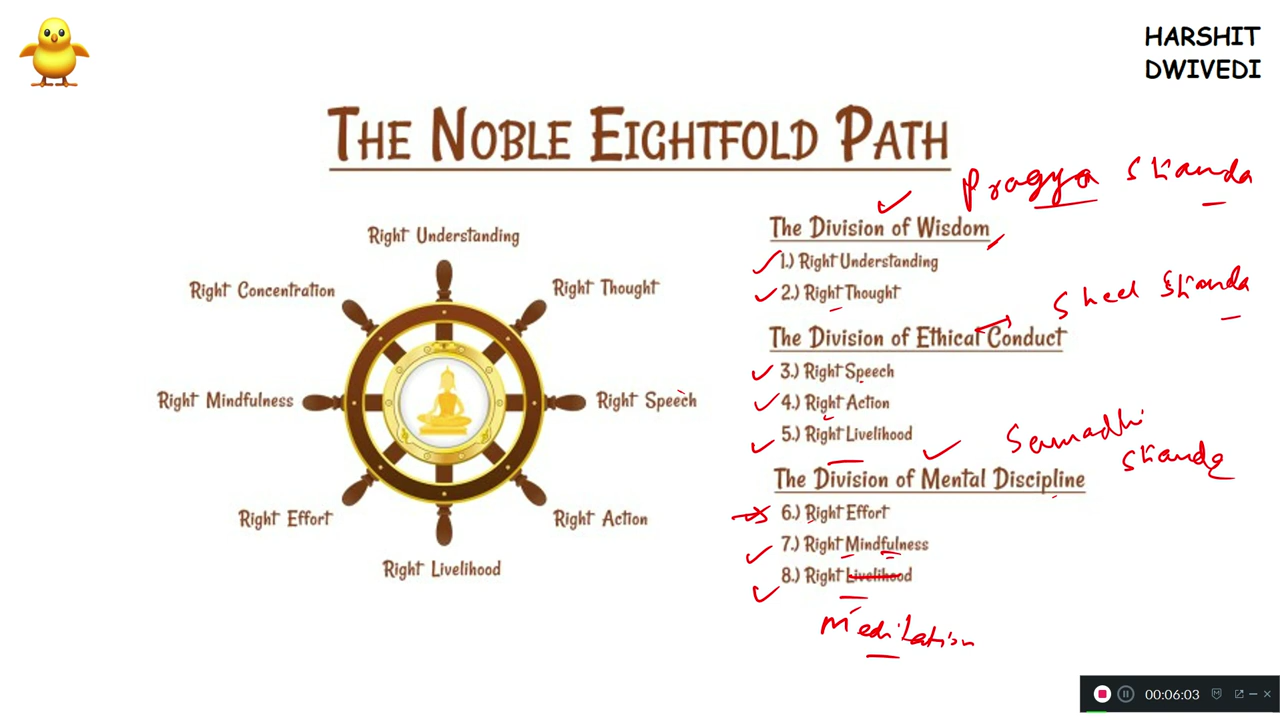 HARSHIT
DWIVEDI
THE NOBLE EIGHTFOLD PATH
Pragya Skanda
The Division of Wisdom
1.) Right Understanding
2.) Right Thought
Sheel Skanda
The Division of Ethical Conduct
3.) Right Speech
4.) Right Action
5.) Right Livelihood
Samadhi
Skanda
The Division of Mental Discipline
6.) Right Effort
7.) Right Mindfulness
8.) Right Livelihood
Meditation
Right Understanding
Right Thought
Right Speech
Right Action
Right Livelihood
Right Effort
Right Mindfulness
Right Concentration
00:06:03